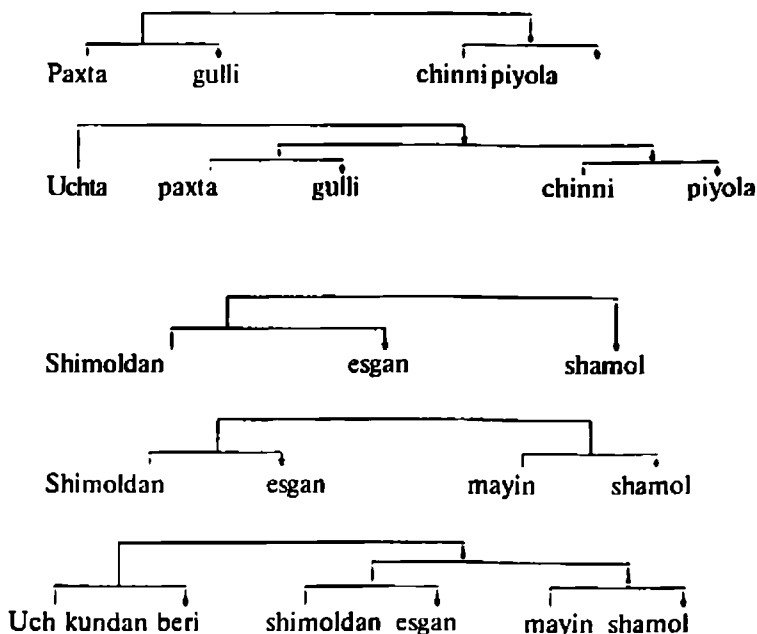 Paxta gulli chinni piyola
Uchta paxta gulli chinni piyola
Shimoldan esgan shamol
Shimoldan esgan mayin shamol
Uch kundan beri shimoldan esgan mayin shamol